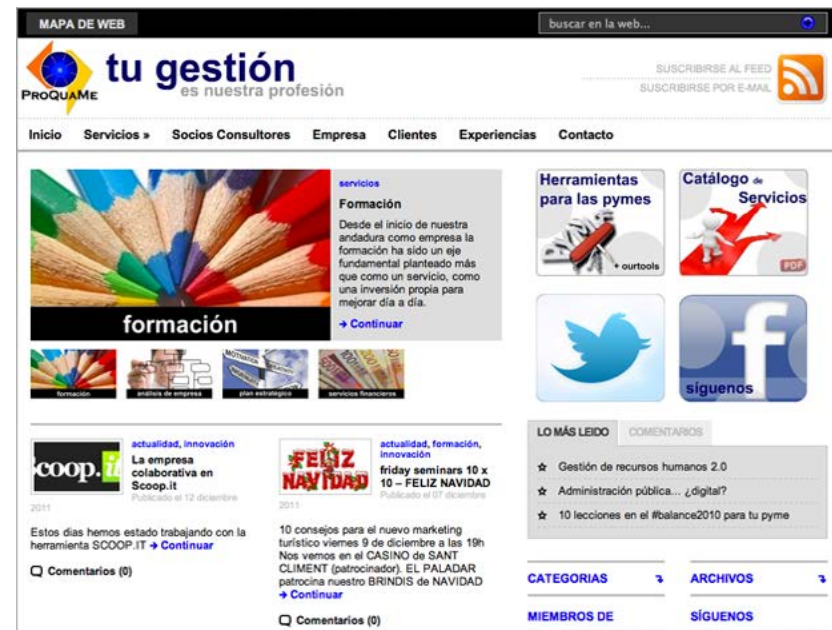 MAPA DE WEB
buscar en la web...
PROQUAME
tu gestión
es nuestra profesión
SUSCRIBIRSE AL FEED
SUSCRIBIRSE POR E-MAIL
Inicio Servicios » Socios Consultores Empresa Clientes Experiencias Contacto
formación
servicios
Formación
Desde el inicio de nuestra
andadura como empresa la
formación ha sido un eje
fundamental planteado más
que como un servicio, como
una inversión propia para
mejorar día a día.
→ Continuar
formación
análisis de empresa
plan estratégico
servicios financieros
Herramientas
para las pymes
PYME
+ ourtools
Catálogo de
Servicios
PDF
síguenos
scoop.it
actualidad, innovación
La empresa
colaborativa en
Scoop.it
Publicado el 12 diciembre
2011
Estos dias hemos estado trabajando con la
herramienta SCOOP.IT → Continuar
Comentarios (0)
FELIZ
NAVIDAD
actualidad, formación,
innovación
friday seminars 10 x
10 – FELIZ NAVIDAD
Publicado el 07 diciembre
2011
10 consejos para el nuevo marketing
turístico viernes 9 de diciembre a las 19h
Nos vemos en el CASINO de SANT
CLIMENT (patrocinador). EL PALADAR
patrocina nuestro BRINDIS de NAVIDAD
→ Continuar
Comentarios (0)
LO MÁS LEIDO COMENTARIOS
Gestión de recursos humanos 2.0
Administración pública... ¿digital?
10 lecciones en el #balance2010 para tu pyme
CATEGORIAS ARCHIVOS
MIEMBROS DE SÍGUENOS